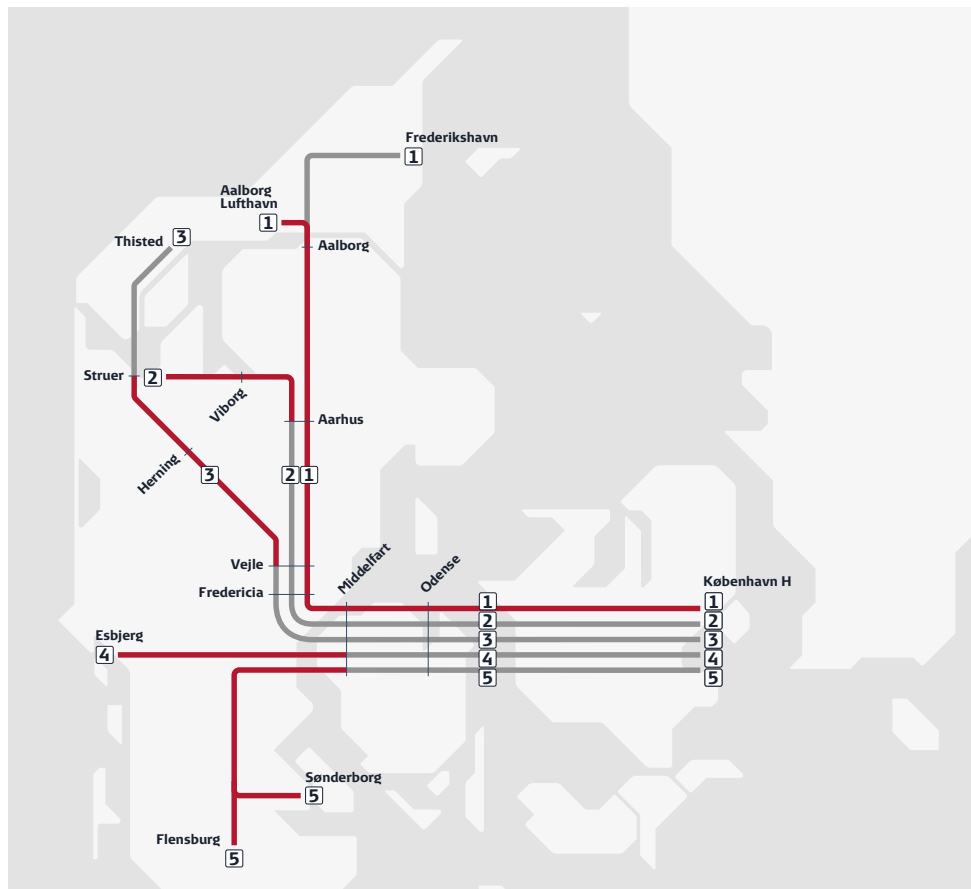 Frederikshavn
1
Aalborg
Lufthavn
1
Thisted
3
Aalborg
Struer
2
Viborg
Aarhus
Herning
3
2
1
Vejle
Middelfart
Odense
Fredericia
København H
1
1
2
2
3
3
Esbjerg
4
4
4
5
5
Sønderborg
5
Flensburg
5